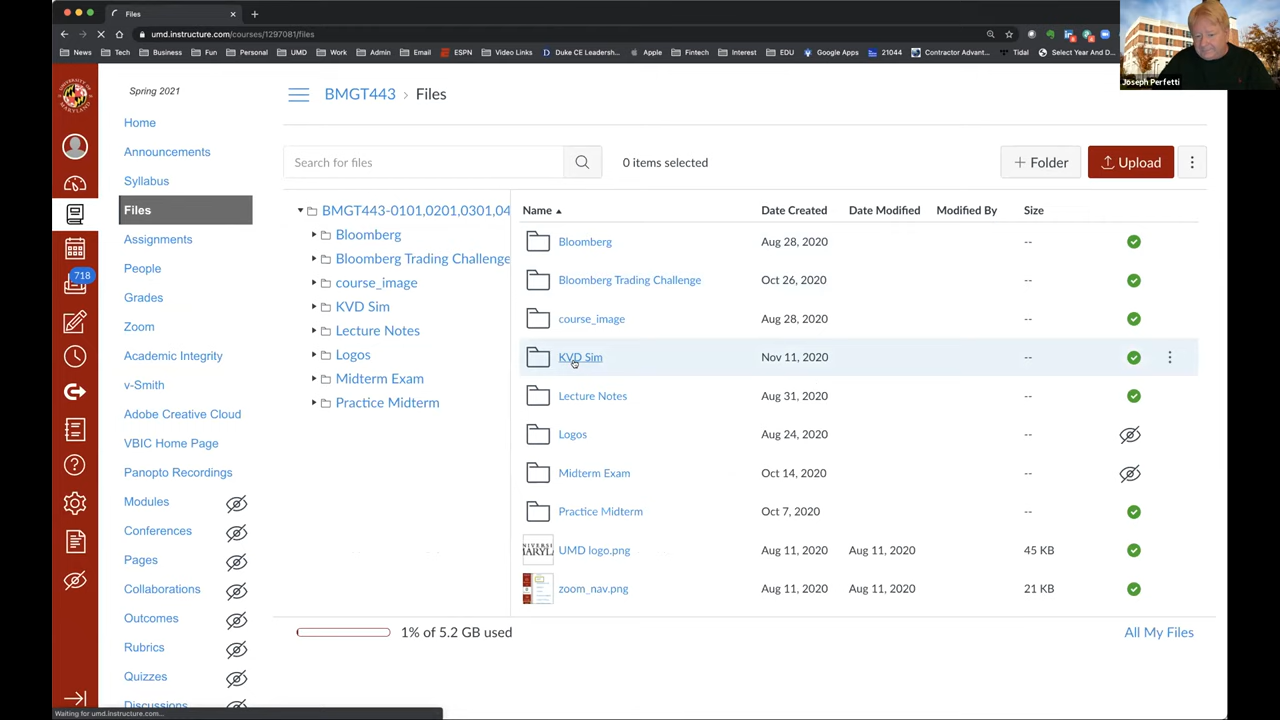 Files
umd.instructure.com/courses/1297081/files
News Tech Business Fun Personal UMD Work Admin Email ESPN Video Links Duke CE Leadersh... Apple Fintech Interest EDU Google Apps 21044 Contractor Advant... Tidal Select Year And D...
Joseph Perfetti
Spring 2021
BMGT443 › Files
Home
Announcements
Syllabus
Files
Assignments
People
Grades
Zoom
Academic Integrity
v-Smith
Adobe Creative Cloud
VBIC Home Page
Panopto Recordings
Modules
Conferences
Pages
Collaborations
Outcomes
Rubrics
Quizzes
Discussions
718
Search for files
0 items selected
+ Folder
Upload
BMGT443-0101,0201,0301,04
Bloomberg
Bloomberg Trading Challenge
course_image
KVD Sim
Lecture Notes
Logos
Midterm Exam
Practice Midterm
Name Date Created Date Modified Modified By Size
Bloomberg Aug 28, 2020 --
Bloomberg Trading Challenge Oct 26, 2020 --
course_image Aug 28, 2020 --
KVD Sim Nov 11, 2020 --
Lecture Notes Aug 31, 2020 --
Logos Aug 24, 2020 --
Midterm Exam Oct 14, 2020 --
Practice Midterm Oct 7, 2020 --
UMD logo.png Aug 11, 2020 Aug 11, 2020 45 KB
zoom_nav.png Aug 11, 2020 Aug 11, 2020 21 KB
1% of 5.2 GB used
All My Files
Waiting for umd.instructure.com...